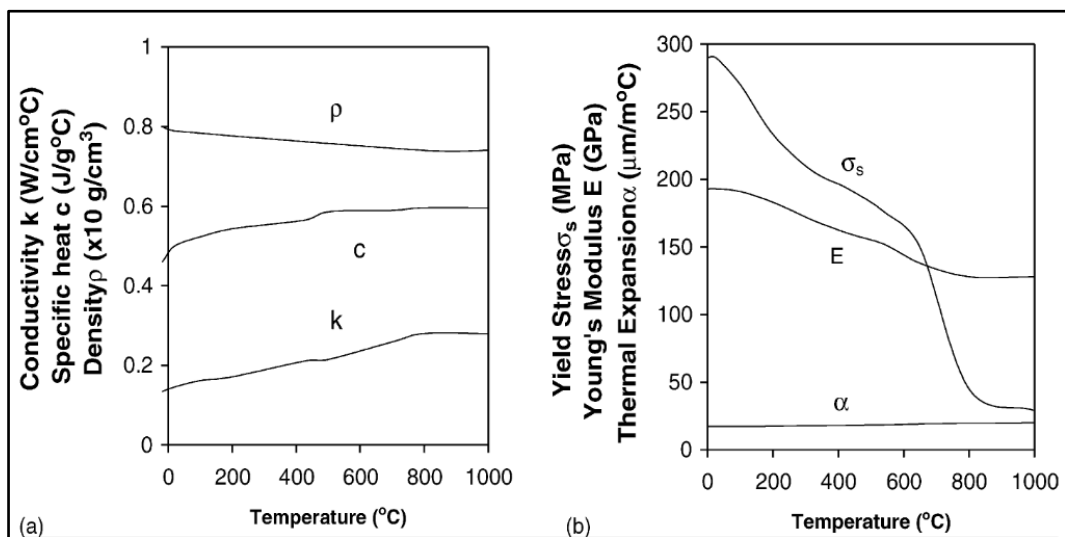 Conductivity k (W/cm°C)
Specific heat c (J/g°C)
Densityρ (x10 g/cm³)
1
0.8
0.6
0.4
0.2
0
ρ
c
k
0 200 400 600 800 1000
Temperature (°C)
(a)
Yield Stressσs (MPa)
Young's Modulus E (GPa)
Thermal Expansionα (μm/m°C)
300
250
200
150
100
50
0
σs
E
α
0 200 400 600 800 1000
Temperature (°C)
(b)